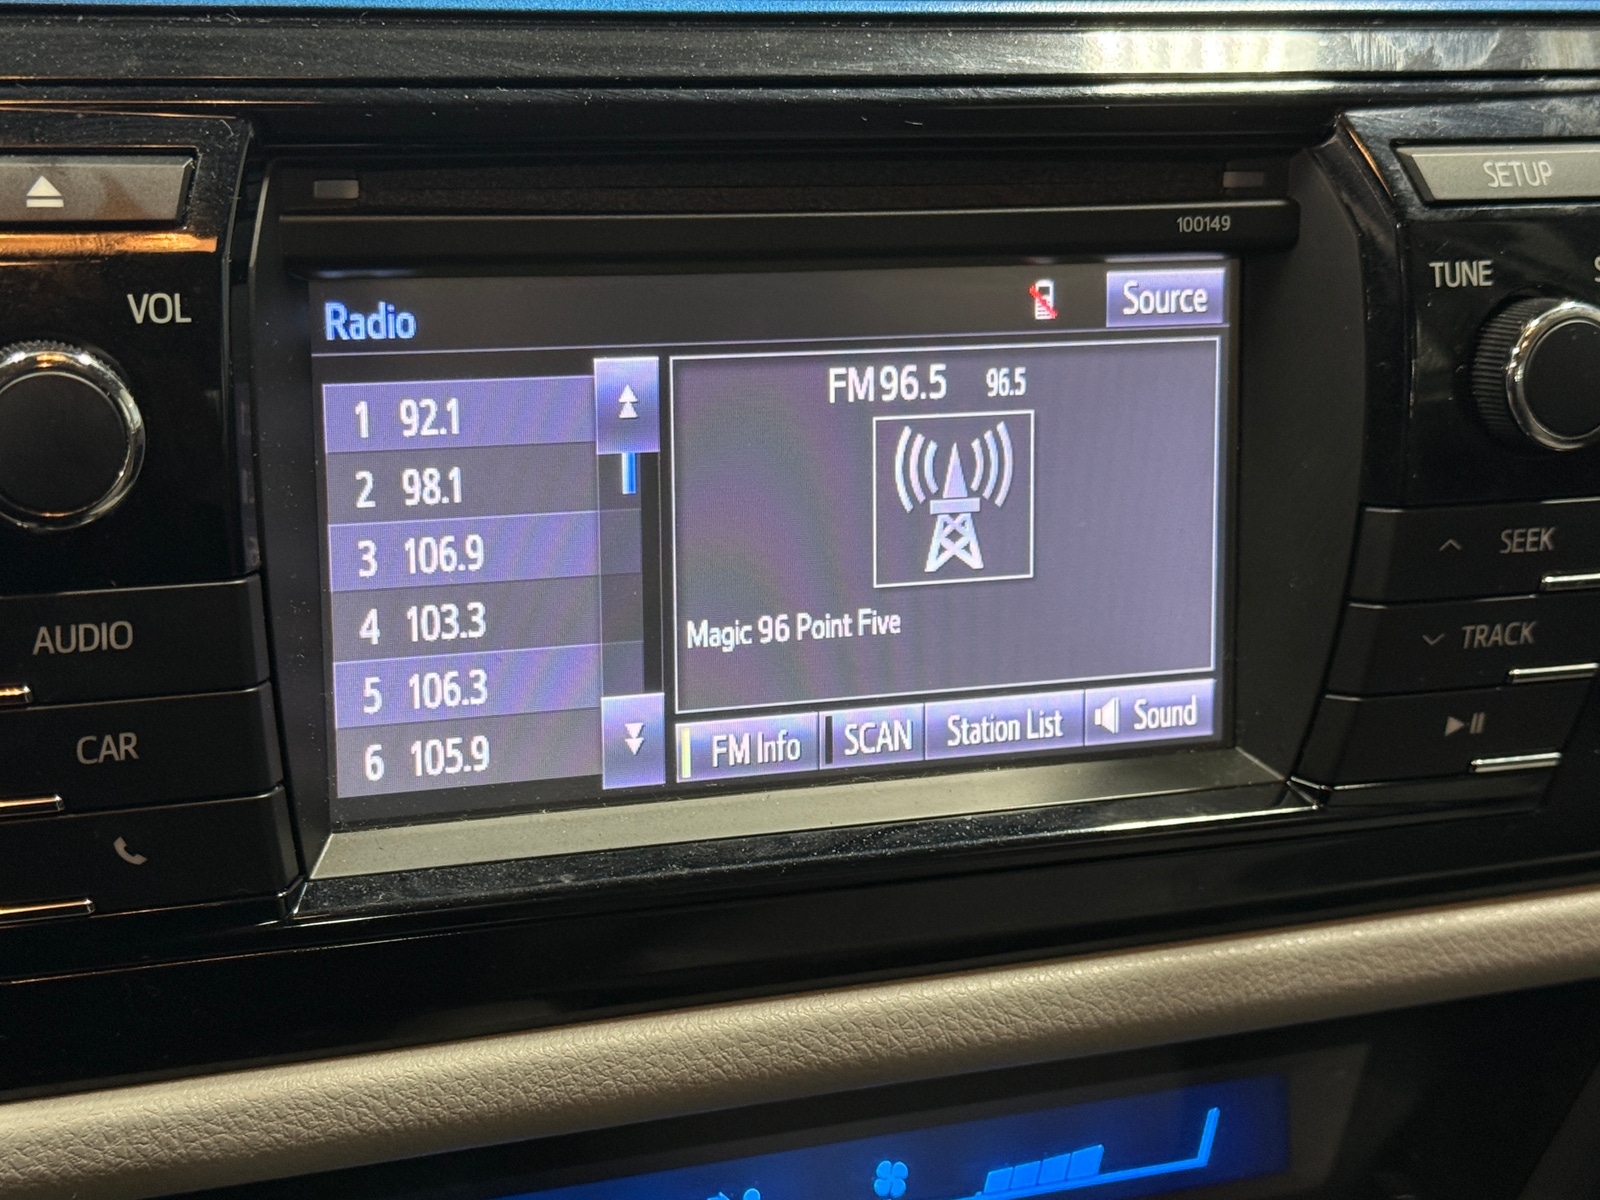 SETUP
100149
VOL
TUNE
Radio
Source
FM 96.5 96.5
1 92.1
2 98.1
3 106.9
4 103.3
5 106.3
6 105.9
Magic 96 Point Five
FM Info
SCAN
Station List
Sound
AUDIO
CAR
SEEK
TRACK